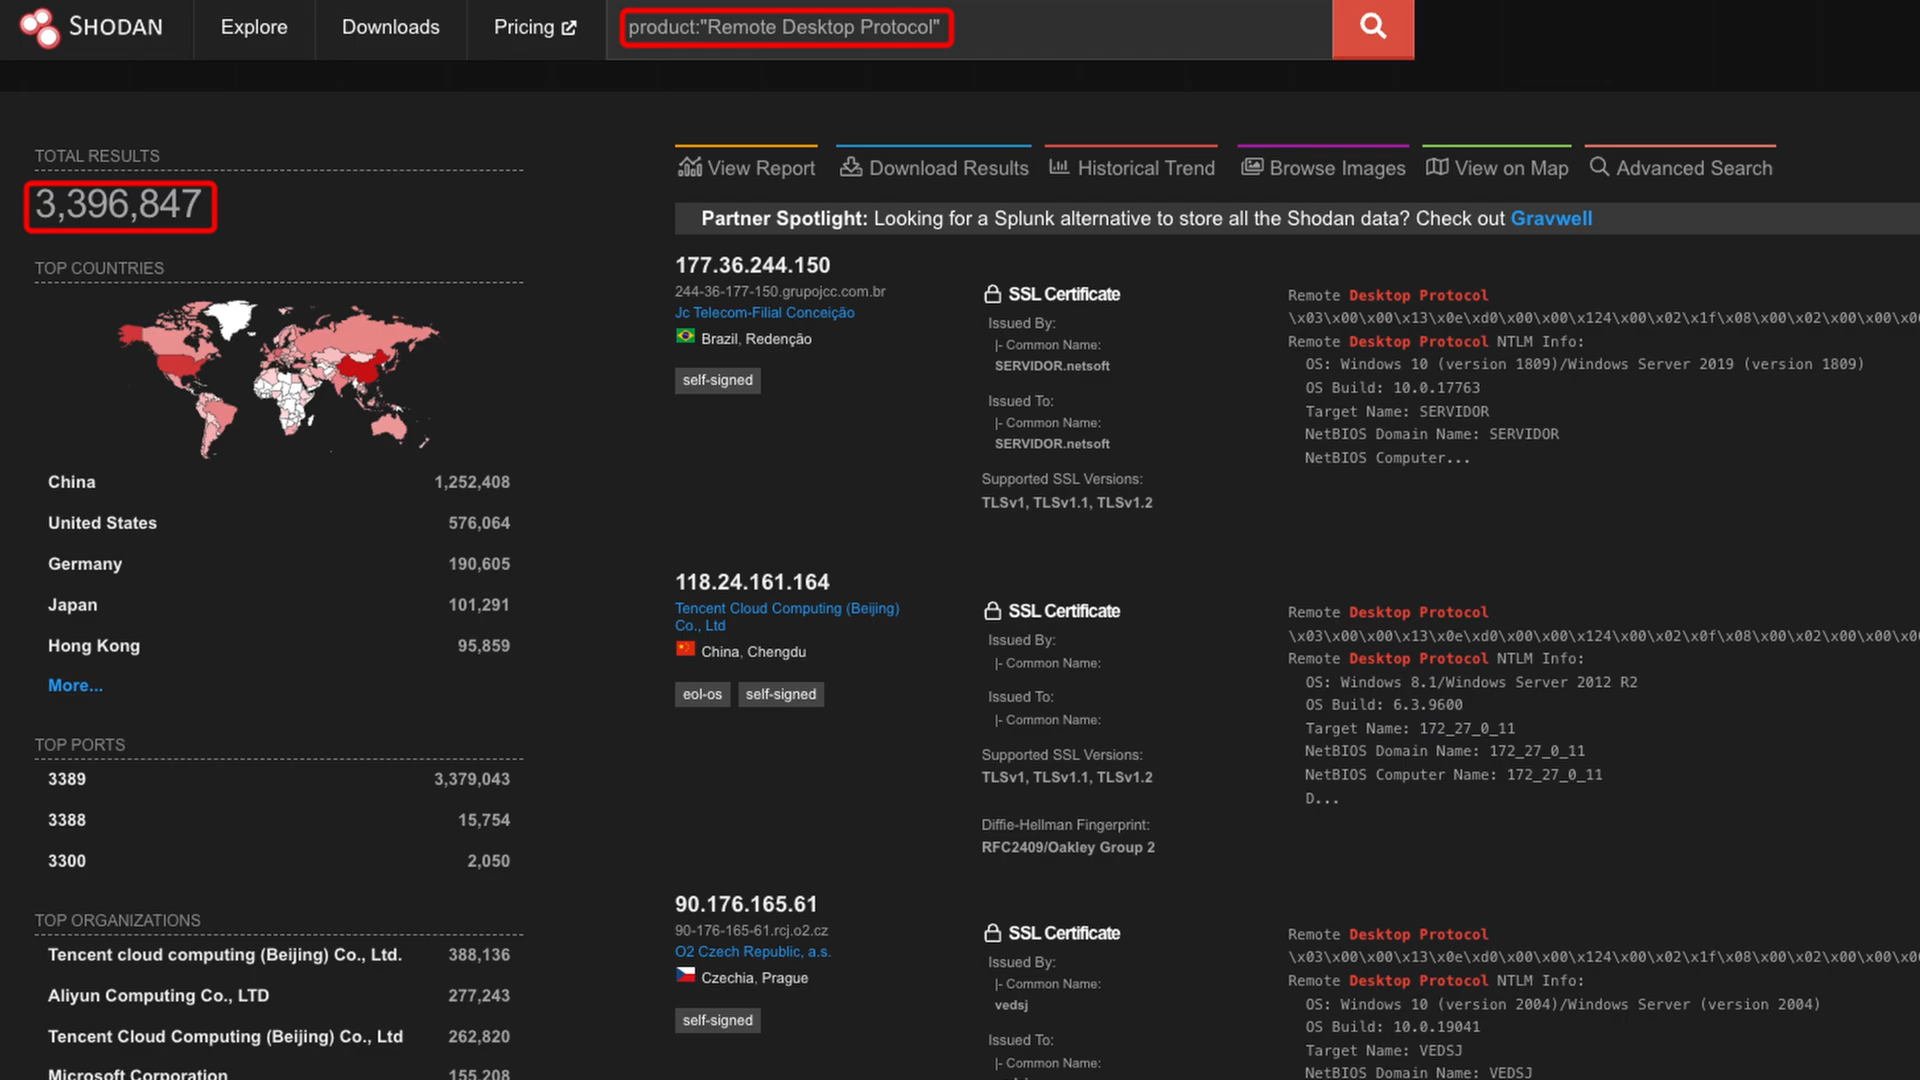 SHODAN
Explore
Downloads
Pricing
product:"Remote Desktop Protocol"
TOTAL RESULTS
3,396,847
TOP COUNTRIES
China 1,252,408
United States 576,064
Germany 190,605
Japan 101,291
Hong Kong 95,859
More...
TOP PORTS
3389 3,379,043
3388 15,754
3300 2,050
TOP ORGANIZATIONS
Tencent cloud computing (Beijing) Co., Ltd. 388,136
Aliyun Computing Co., LTD 277,243
Tencent Cloud Computing (Beijing) Co., Ltd 262,820
Microsoft Corporation 155,208
View Report
Download Results
Historical Trend
Browse Images
View on Map
Advanced Search
Partner Spotlight: Looking for a Splunk alternative to store all the Shodan data? Check out Gravwell
177.36.244.150
244-36-177-150.grupojcc.com.br
Jc Telecom-Filial Conceição
Brazil, Redenção
self-signed
SSL Certificate
Issued By:
|- Common Name:
SERVIDOR.netsoft
Issued To:
|- Common Name:
SERVIDOR.netsoft
Supported SSL Versions:
TLSv1, TLSv1.1, TLSv1.2
Remote Desktop Protocol
\x03\x00\x00\x13\x0e\xd0\x00\x00\x124\x00\x02\x1f\x08\x00\x02\x00\x00\x00
Remote Desktop Protocol NTLM Info:
OS: Windows 10 (version 1809)/Windows Server 2019 (version 1809)
OS Build: 10.0.17763
Target Name: SERVIDOR
NetBIOS Domain Name: SERVIDOR
NetBIOS Computer...
118.24.161.164
Tencent Cloud Computing (Beijing)
Co., Ltd
China, Chengdu
eol-os
self-signed
SSL Certificate
Issued By:
|- Common Name:
Issued To:
|- Common Name:
Supported SSL Versions:
TLSv1, TLSv1.1, TLSv1.2
Diffie-Hellman Fingerprint:
RFC2409/Oakley Group 2
Remote Desktop Protocol
\x03\x00\x00\x13\x0e\xd0\x00\x00\x124\x00\x02\x0f\x08\x00\x02\x00\x00\x00
Remote Desktop Protocol NTLM Info:
OS: Windows 8.1/Windows Server 2012 R2
OS Build: 6.3.9600
Target Name: 172_27_0_11
NetBIOS Domain Name: 172_27_0_11
NetBIOS Computer Name: 172_27_0_11
D...
90.176.165.61
90-176-165-61.rcj.o2.cz
O2 Czech Republic, a.s.
Czechia, Prague
self-signed
SSL Certificate
Issued By:
|- Common Name:
vedsj
Issued To:
|- Common Name:
Remote Desktop Protocol
\x03\x00\x00\x13\x0e\xd0\x00\x00\x124\x00\x02\x1f\x08\x00\x02\x00\x00\x00
Remote Desktop Protocol NTLM Info:
OS: Windows 10 (version 2004)/Windows Server (version 2004)
OS Build: 10.0.19041
Target Name: VEDSJ
NetBIOS Domain Name: VEDSJ